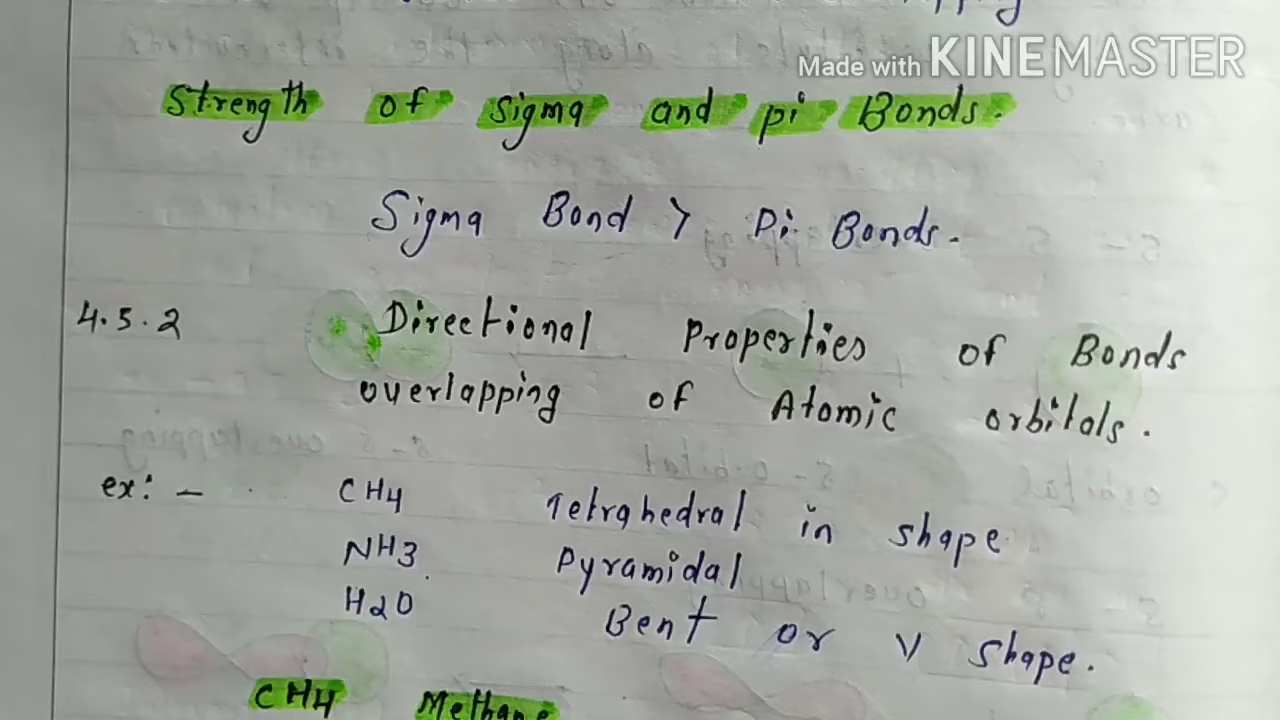 Made with KINEMASTER
Strength of sigma and pi Bonds.
Sigma Bond > Pi Bonds.
4.5.2 Directional Properties of Bonds
overlapping of Atomic orbitals.
ex:- CH4 Tetrahedral in shape
NH3 Pyramidal
H2O Bent or V shape.
CH4 Methane